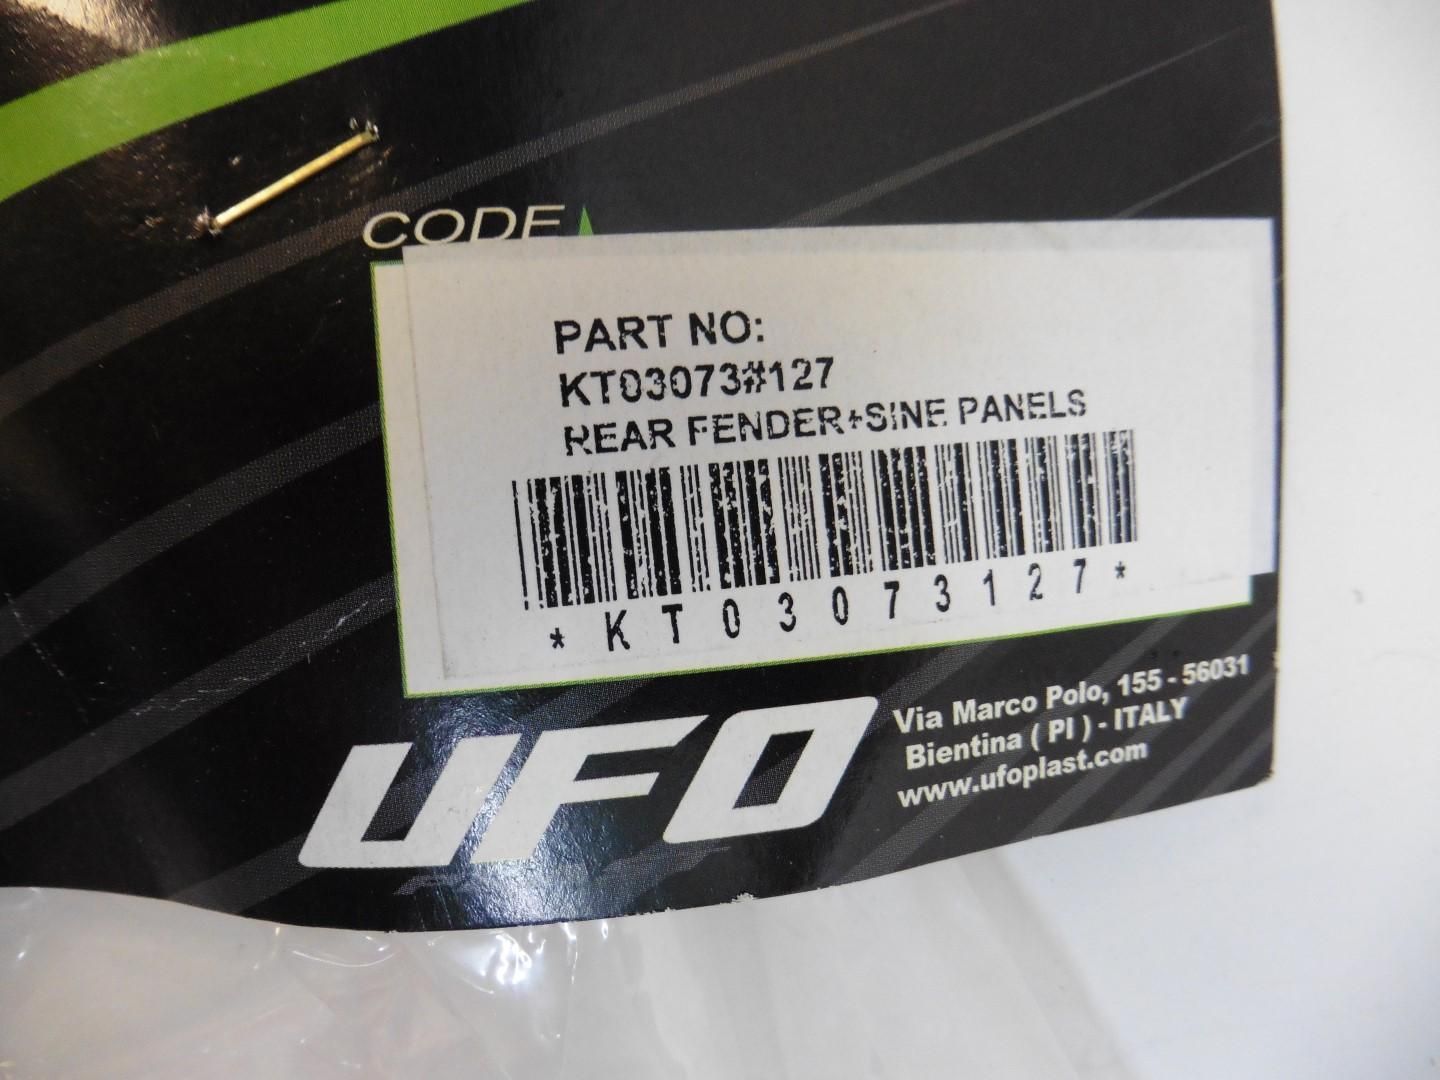 CODE
PART NO:
KT03073#127
REAR FENDER+SINE PANELS
* K T 0 3 0 7 3 1 2 7 *
UFO
Via Marco Polo, 155 - 56031
Bientina ( PI ) - ITALY
www.ufoplast.com